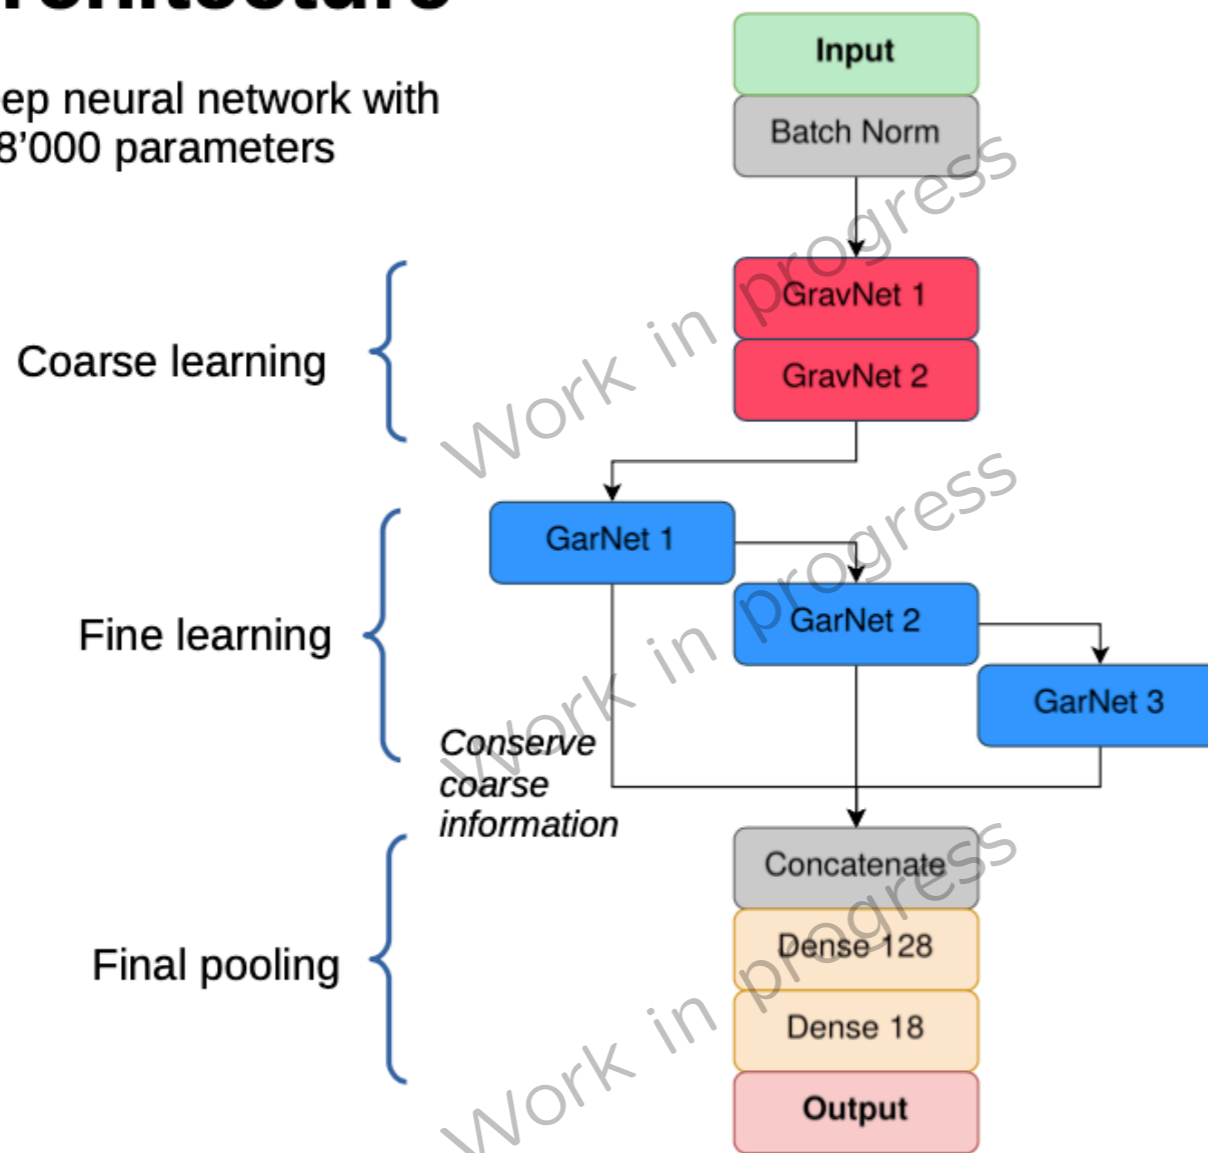 eep neural network with
8'000 parameters
Input
Batch Norm
Coarse learning
GravNet 1
GravNet 2
Fine learning
GarNet 1
GarNet 2
GarNet 3
Conserve
coarse
information
Final pooling
Concatenate
Dense 128
Dense 18
Output
Work in progress
Work in progress
Work in progress